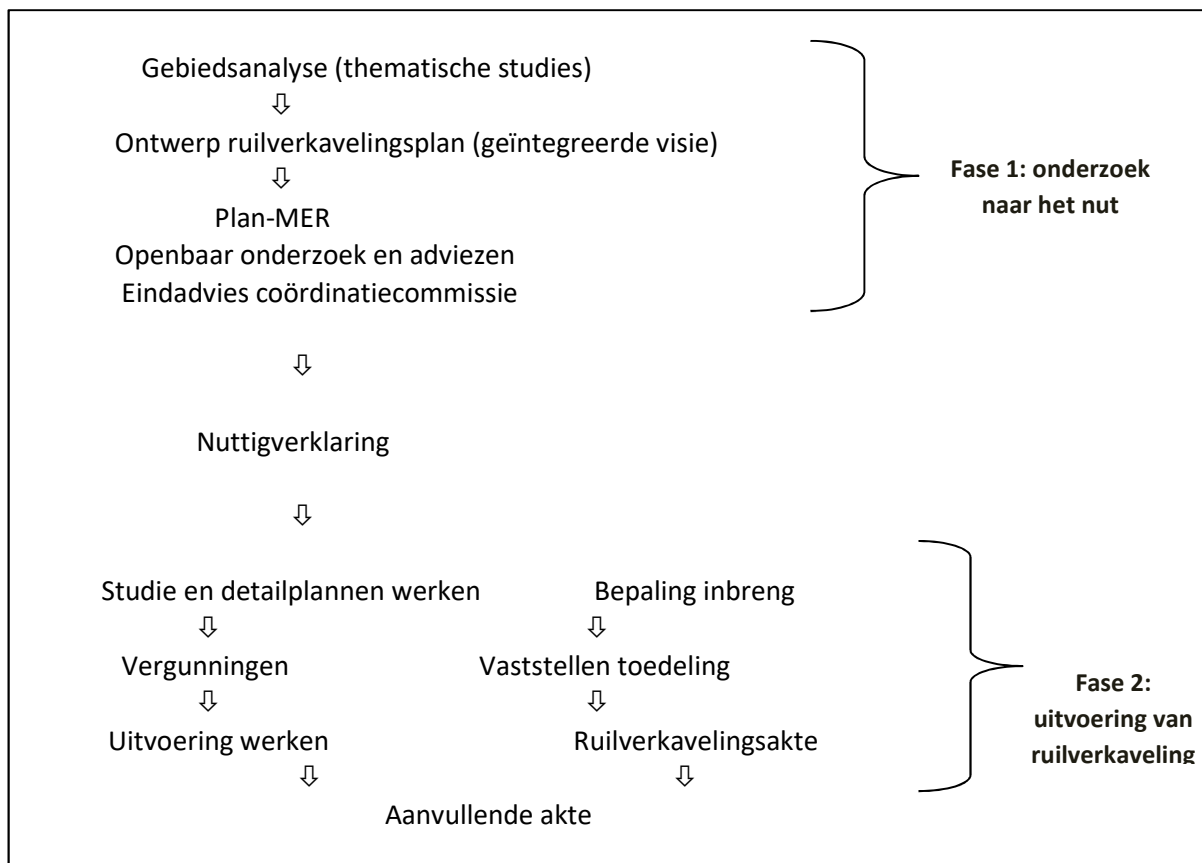 Gebiedsanalyse (thematische studies)
⇩
Ontwerp ruilverkavelingsplan (geïntegreerde visie)
⇩
Plan-MER
Openbaar onderzoek en adviezen
Eindadvies coördinatiecommissie
Fase 1: onderzoek
naar het nut
⇩
Nuttigverklaring
⇩
Studie en detailplannen werken
⇩
Vergunningen
⇩
Uitvoering werken
⇩
Bepaling inbreng
⇩
Vaststellen toedeling
⇩
Ruilverkavelingsakte
⇩
Aanvullende akte
Fase 2:
uitvoering van
ruilverkaveling